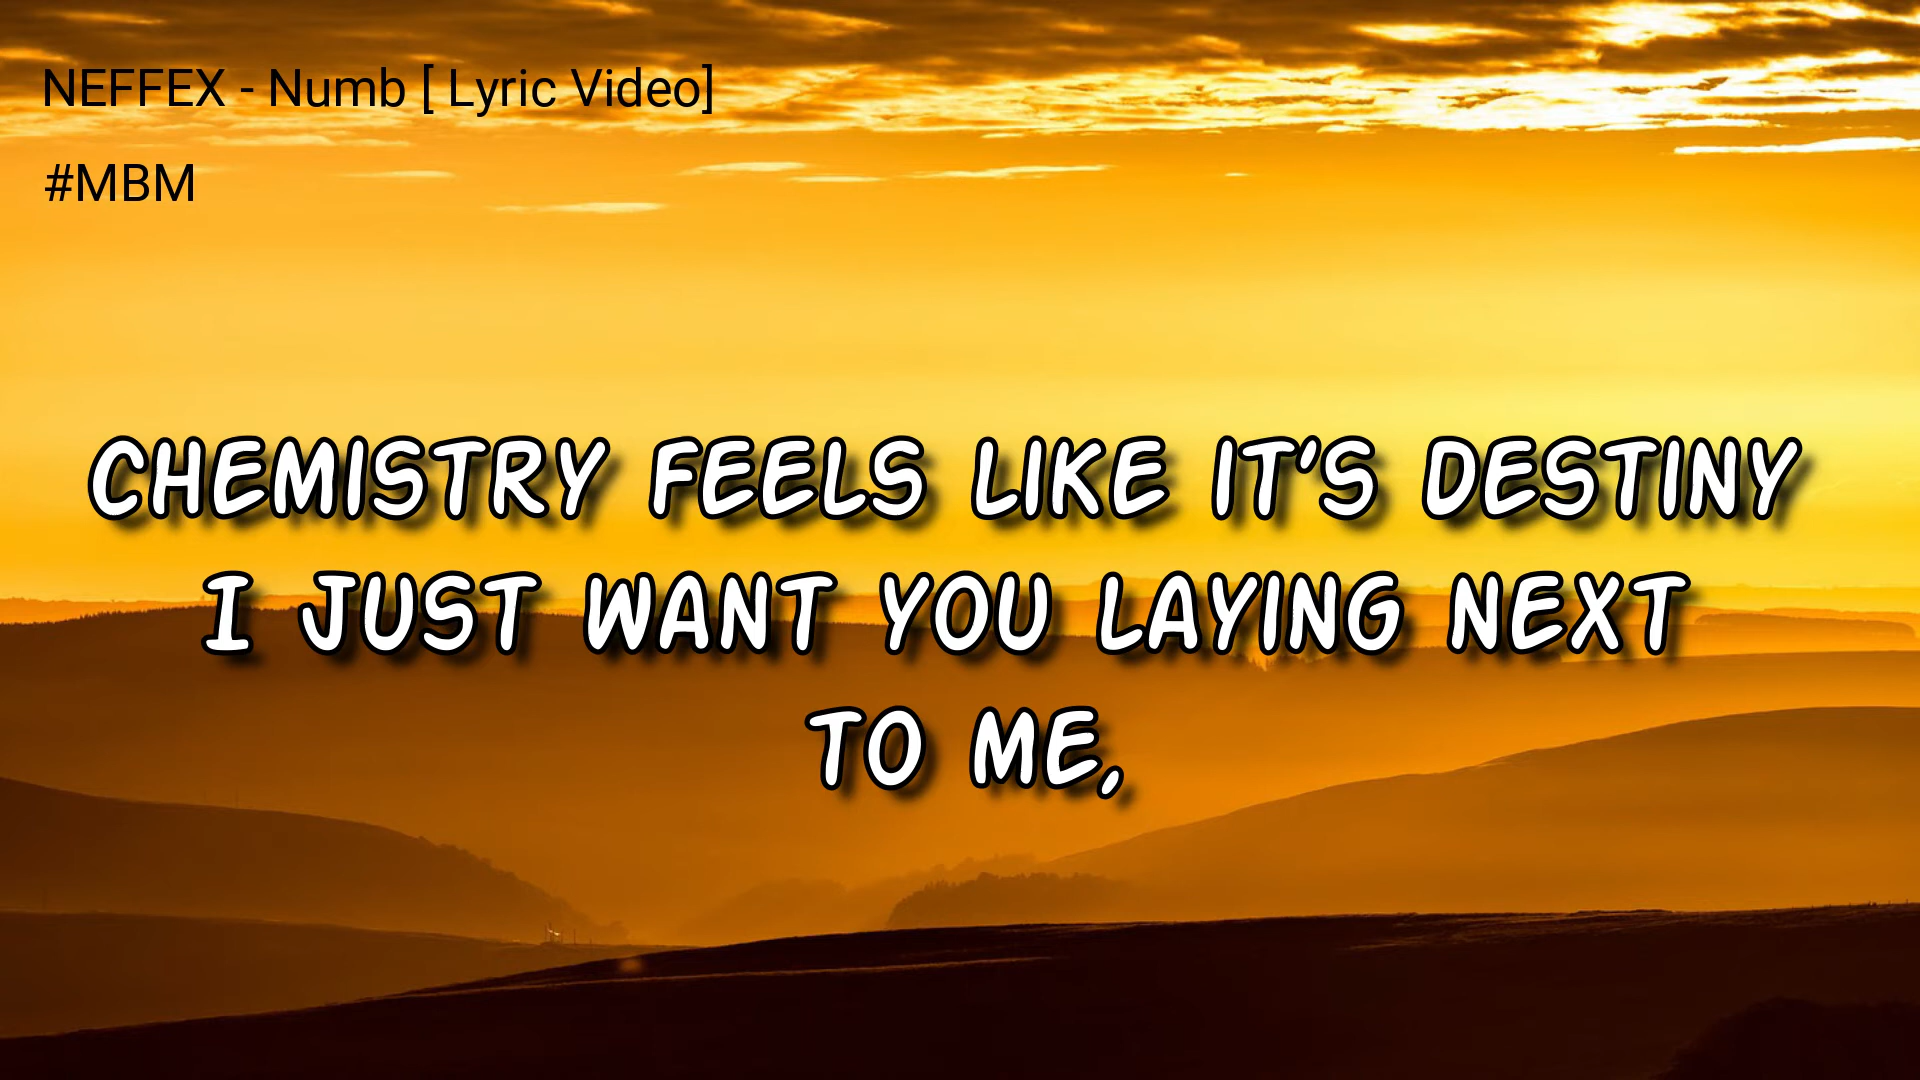 NEFFEX - Numb [ Lyric Video]
#MBM
CHEMISTRY FEELS LIKE IT'S DESTINY
I JUST WANT YOU LAYING NEXT
TO ME,